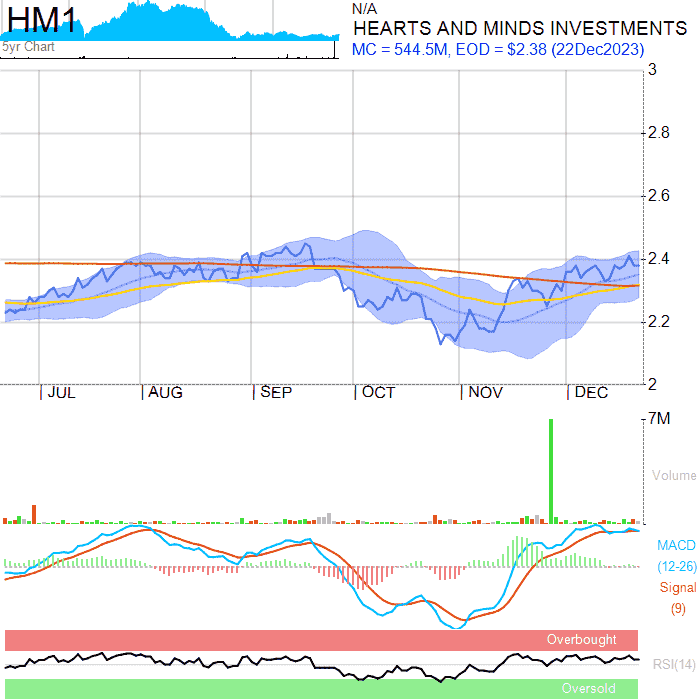 HM1
5yr Chart
N/A
HEARTS AND MINDS INVESTMENTS
MC = 544.5M, EOD = $2.38 (22Dec2023)
3
2.8
2.6
2.4
2.2
2
JUL AUG SEP OCT NOV DEC
7M
Volume
MACD
(12-26)
Signal
(9)
Overbought
RSI(14)
Oversold